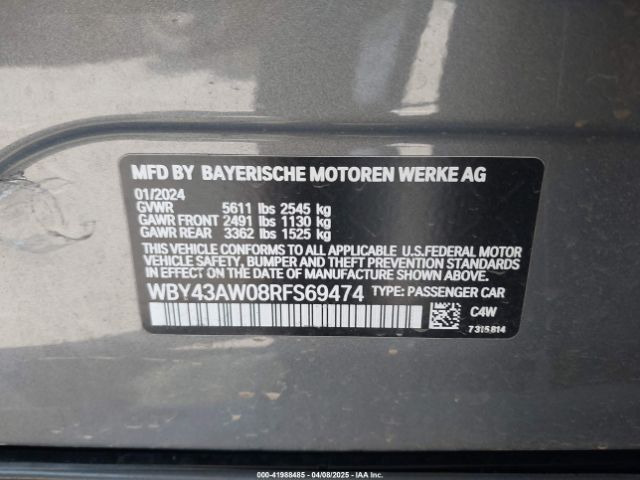 MFD BY BAYERISCHE MOTOREN WERKE AG
01/2024
GVWR 5611 lbs 2545 kg
GAWR FRONT 2491 lbs 1130 kg
GAWR REAR 3362 lbs 1525 kg
THIS VEHICLE CONFORMS TO ALL APPLICABLE U.S.FEDERAL MOTOR
VEHICLE SAFETY, BUMPER AND THEFT PREVENTION STANDARDS
IN EFFECT ON THE DATE OF MANUFACTURE SHOWN ABOVE.
WBY43AW08RFS69474 TYPE: PASSENGER CAR
C4W
7 315.814
000-41988485 - 04/08/2025 - IAA Inc.